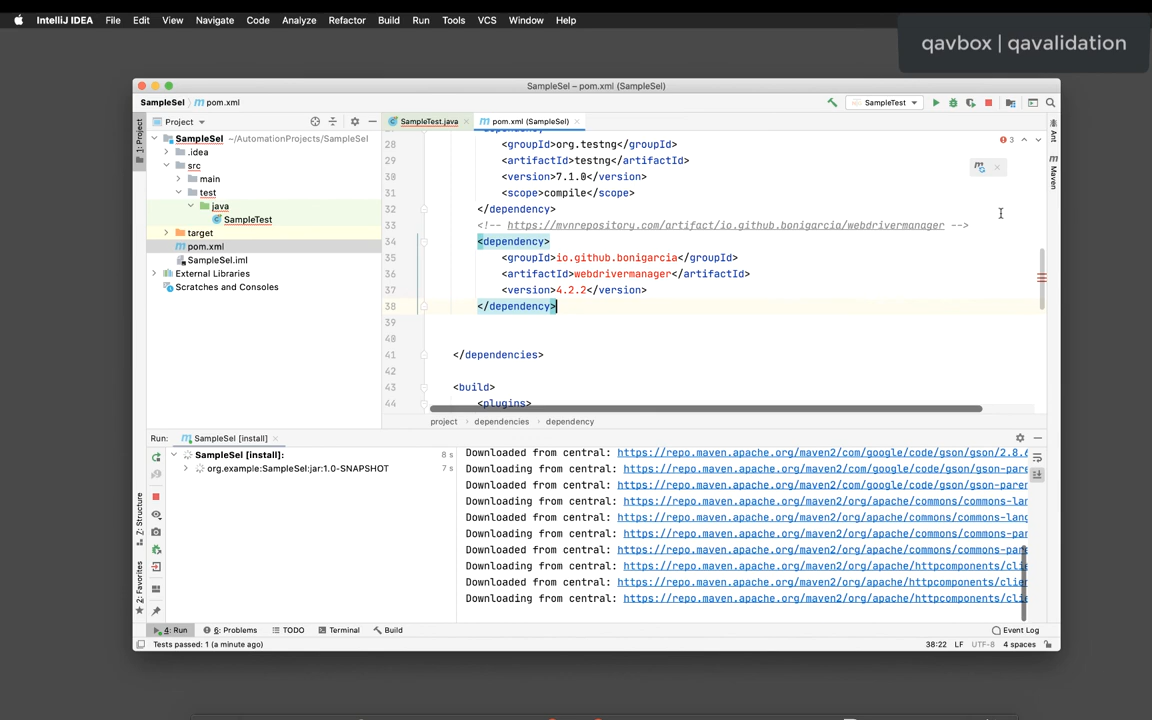 IntelliJ IDEA File Edit View Navigate Code Analyze Refactor Build Run Tools VCS Window Help
qavbox | qavalidation
SampleSel – pom.xml (SampleSel)
SampleSel pom.xml
SampleTest
1: Project
Project
SampleTest.java
pom.xml (SampleSel)
Ant
Maven
SampleSel ~/AutomationProjects/SampleSel
.idea
src
main
test
java
SampleTest
target
pom.xml
SampleSel.iml
External Libraries
Scratches and Consoles
3
28 <groupId>org.testng</groupId>
29 <artifactId>testng</artifactId>
30 <version>7.1.0</version>
31 <scope>compile</scope>
32 </dependency>
33 <!-- https://mvnrepository.com/artifact/io.github.bonigarcia/webdrivermanager -->
34 <dependency>
35 <groupId>io.github.bonigarcia</groupId>
36 <artifactId>webdrivermanager</artifactId>
37 <version>4.2.2</version>
38 </dependency>
39
40
41 </dependencies>
42
43 <build>
44 <plugins>
project dependencies dependency
Run: SampleSel [install]
SampleSel [install]: 8 s
org.example:SampleSel:jar:1.0-SNAPSHOT 7 s
Downloaded from central: https://repo.maven.apache.org/maven2/com/google/code/gson/gson/2.8.6
Downloading from central: https://repo.maven.apache.org/maven2/com/google/code/gson/gson-pare
Downloaded from central: https://repo.maven.apache.org/maven2/com/google/code/gson/gson-paren
Downloading from central: https://repo.maven.apache.org/maven2/org/apache/commons/commons-lan
Downloaded from central: https://repo.maven.apache.org/maven2/org/apache/commons/commons-lang
Downloading from central: https://repo.maven.apache.org/maven2/org/apache/commons/commons-par
Downloaded from central: https://repo.maven.apache.org/maven2/org/apache/commons/commons-pare
Downloading from central: https://repo.maven.apache.org/maven2/org/apache/httpcomponents/clie
Downloaded from central: https://repo.maven.apache.org/maven2/org/apache/httpcomponents/clien
Downloading from central: https://repo.maven.apache.org/maven2/org/apache/httpcomponents/clie
Z: Structure
2: Favorites
4: Run 6: Problems TODO Terminal Build Event Log
Tests passed: 1 (a minute ago) 38:22 LF UTF-8 4 spaces